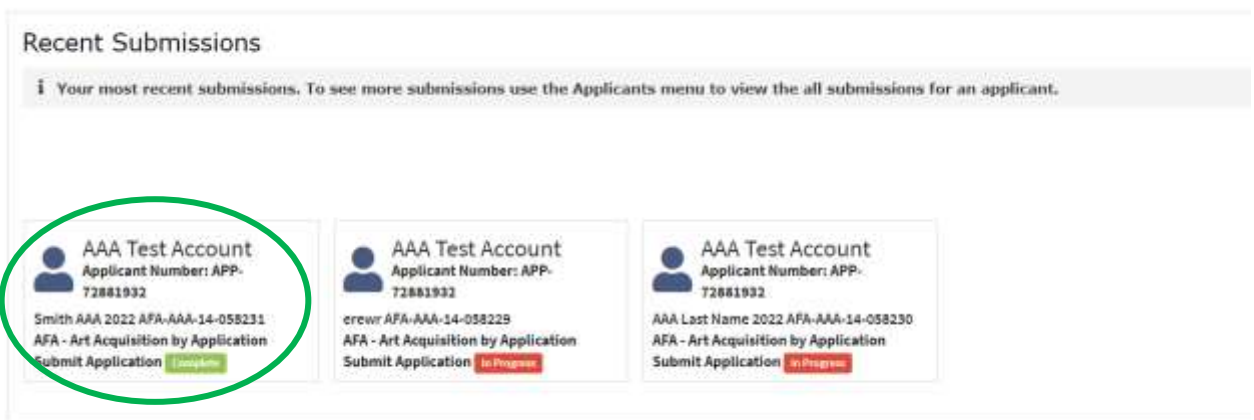 Recent Submissions
i Your most recent submissions. To see more submissions use the Applicants menu to view the all submissions for an applicant.
AAA Test Account
Applicant Number: APP-
72881932
Smith AAA 2022 AFA-AAA-14-058231
AFA - Art Acquisition by Application
Submit Application Complete
AAA Test Account
Applicant Number: APP-
72881932
erewr AFA-AAA-14-058229
AFA - Art Acquisition by Application
Submit Application In Progress
AAA Test Account
Applicant Number: APP-
72881932
AAA Last Name 2022 AFA-AAA-14-058230
AFA - Art Acquisition by Application
Submit Application In Progress